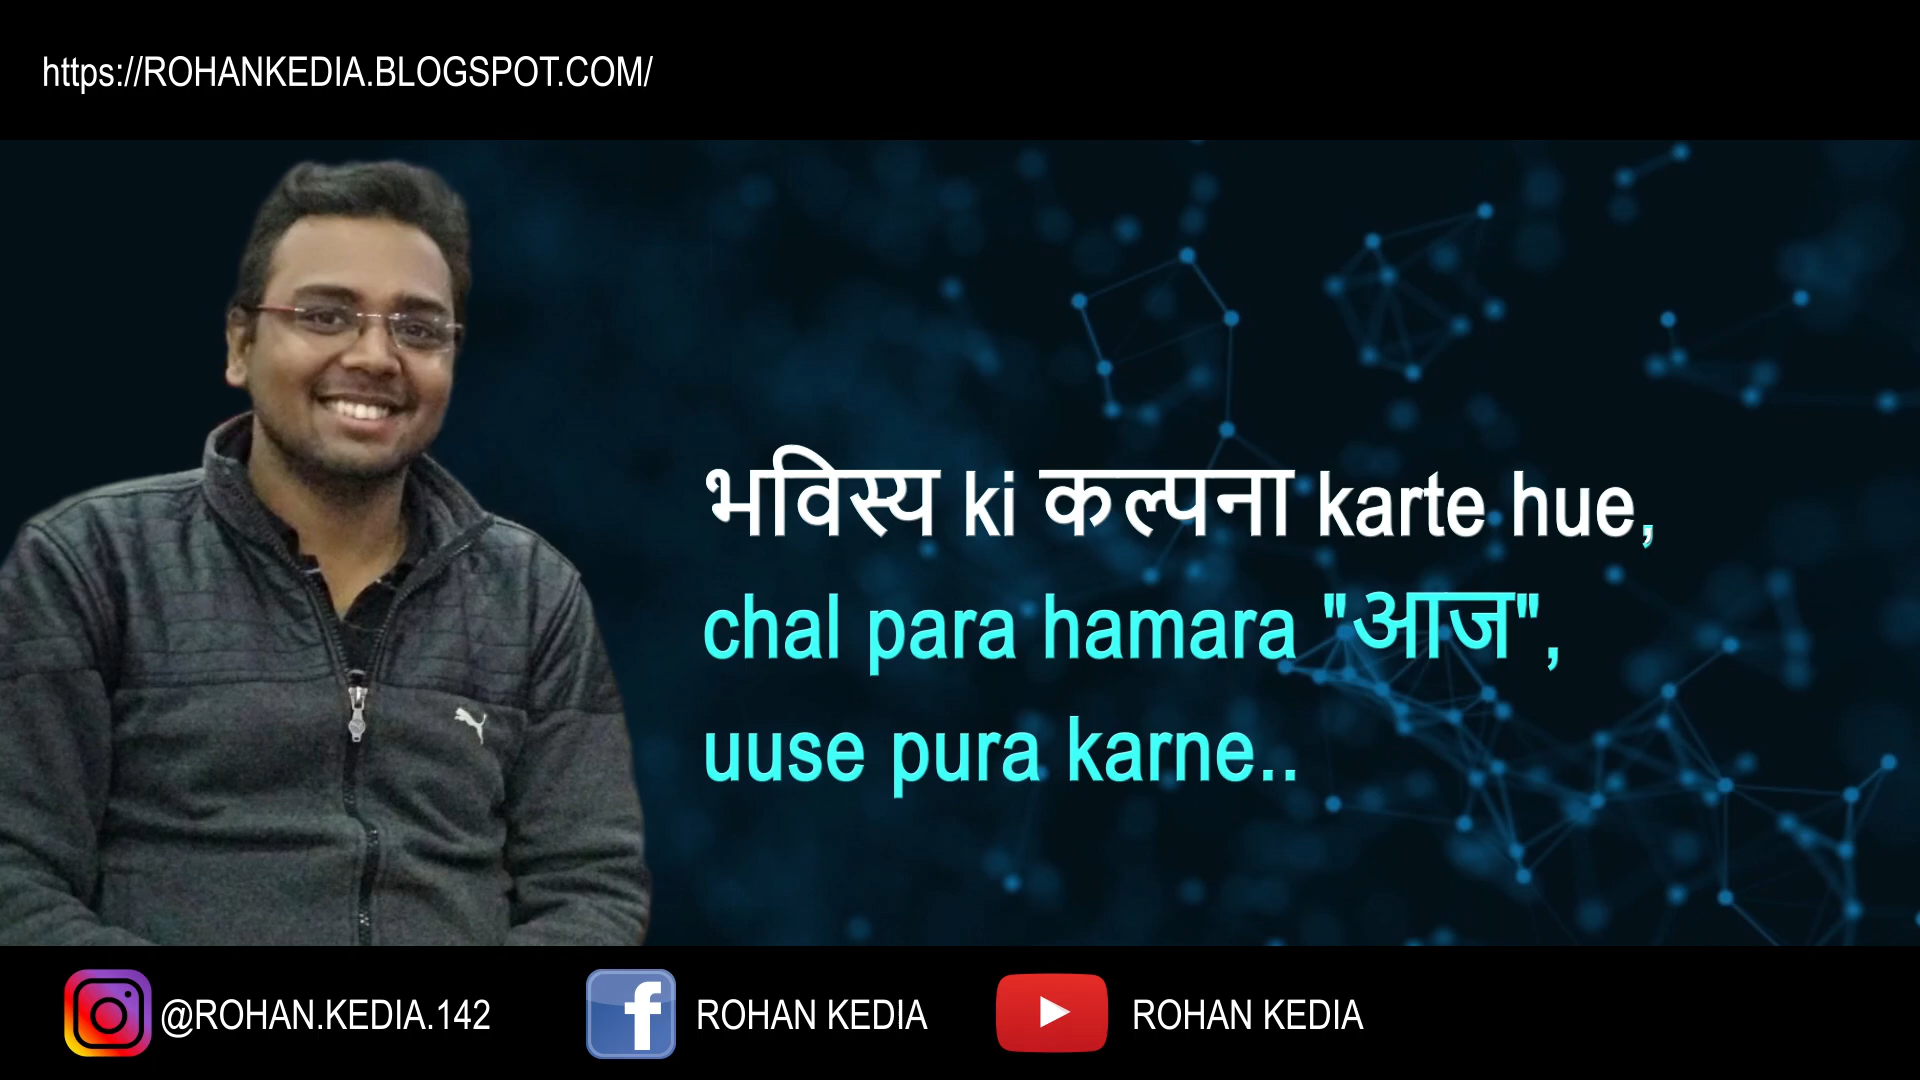 https://ROHANKEDIA.BLOGSPOT.COM/
भविस्य ki कल्पना karte hue,
chal para hamara "आज",
uuse pura karne..
@ROHAN.KEDIA.142 ROHAN KEDIA ROHAN KEDIA